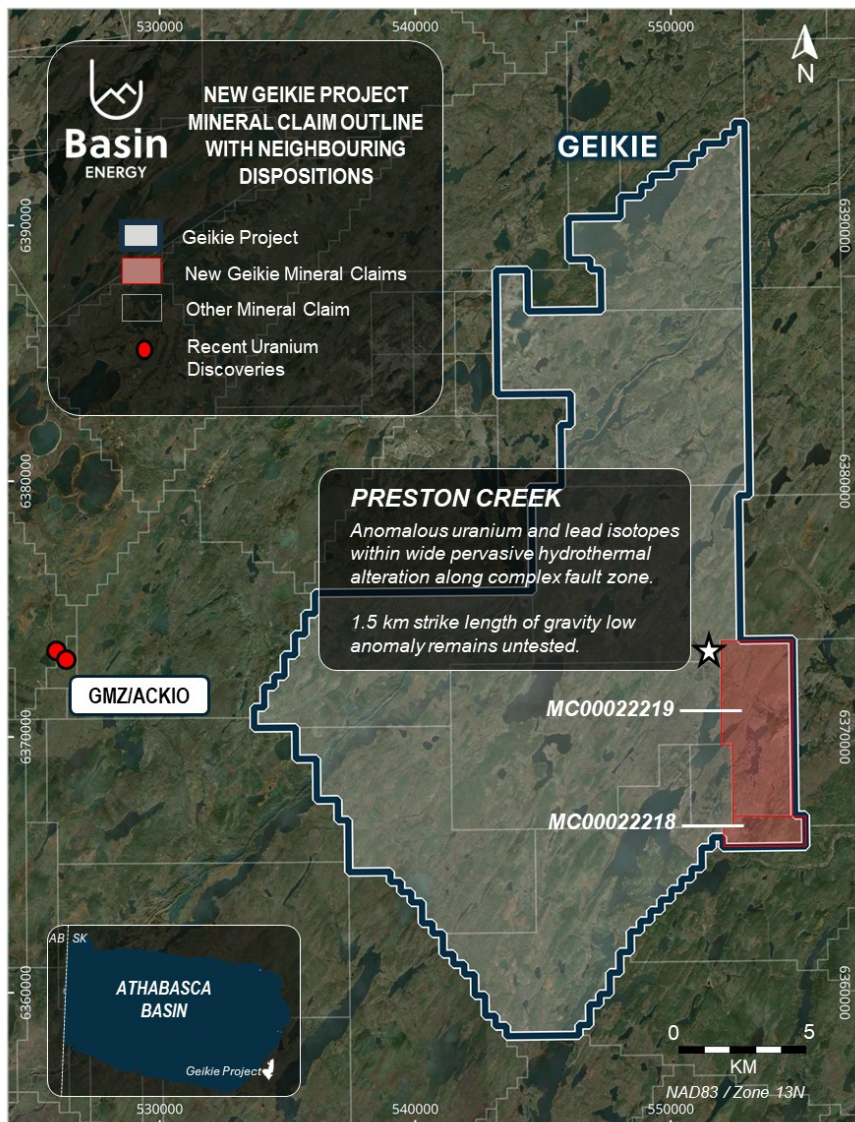 530000
540000
550000
Basin
ENERGY
NEW GEIKIE PROJECT
MINERAL CLAIM OUTLINE
WITH NEIGHBOURING
DISPOSITIONS
Geikie Project
New Geikie Mineral Claims
Other Mineral Claim
Recent Uranium
Discoveries
N
GEIKIE
6390000
6390000
6380000
6380000
PRESTON CREEK
Anomalous uranium and lead isotopes
within wide pervasive hydrothermal
alteration along complex fault zone.
1.5 km strike length of gravity low
anomaly remains untested.
GMZ/ACKIO
MC00022219
6370000
6370000
MC00022218
AB SK
ATHABASCA
BASIN
Geikie Project
6360000
6360000
0 5
KM
NAD83 / Zone 13N
530000
540000
550000